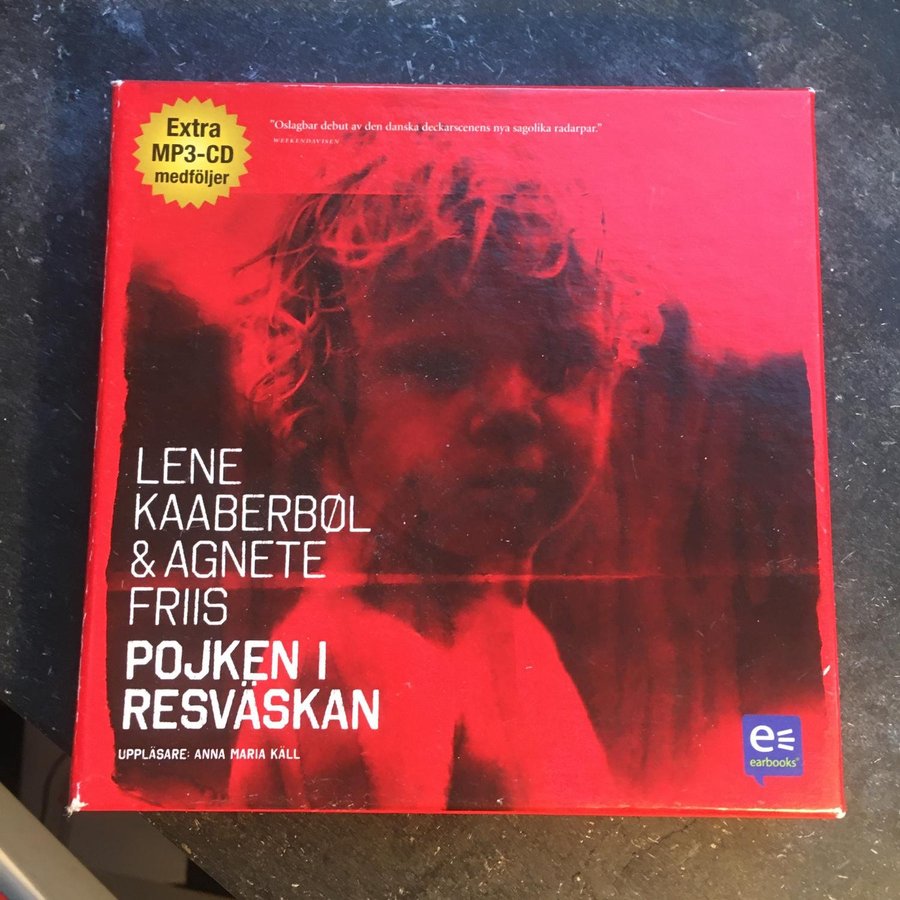 Extra
MP3-CD
medföljer
"Oslagbar debut av den danska deckarscenens nya sagolika radarpar."
WEEKENDAVISEN
LENE
KAABERBØL
& AGNETE
FRIIS
POJKEN I
RESVÄSKAN
UPPLÄSARE: ANNA MARIA KÄLL
e
earbooks®